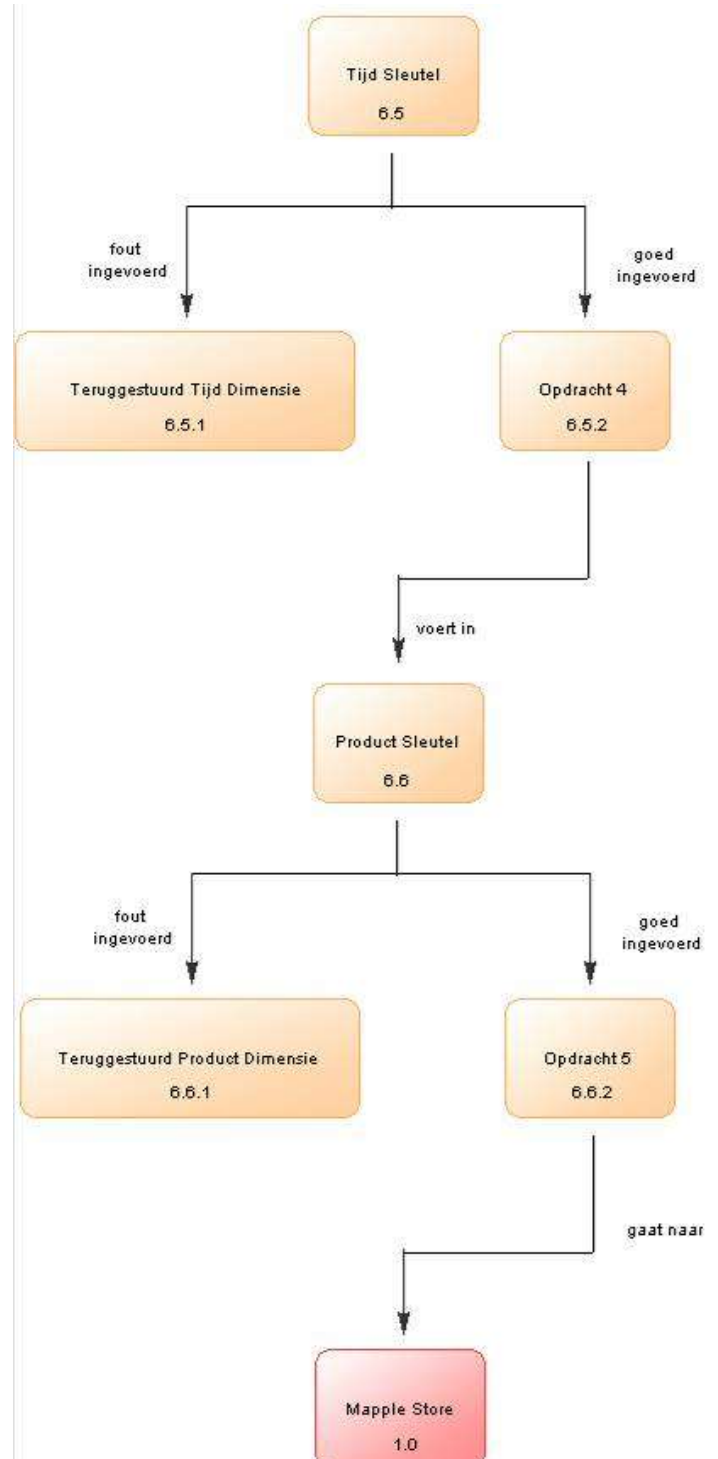 Tijd Sleutel
6.5
fout
ingevoerd
goed
ingevoerd
Teruggestuurd Tijd Dimensie
6.5.1
Opdracht 4
6.5.2
voert in
Product Sleutel
6.6
fout
ingevoerd
goed
ingevoerd
Teruggestuurd Product Dimensie
6.6.1
Opdracht 5
6.6.2
gaat naar
Mapple Store
1.0